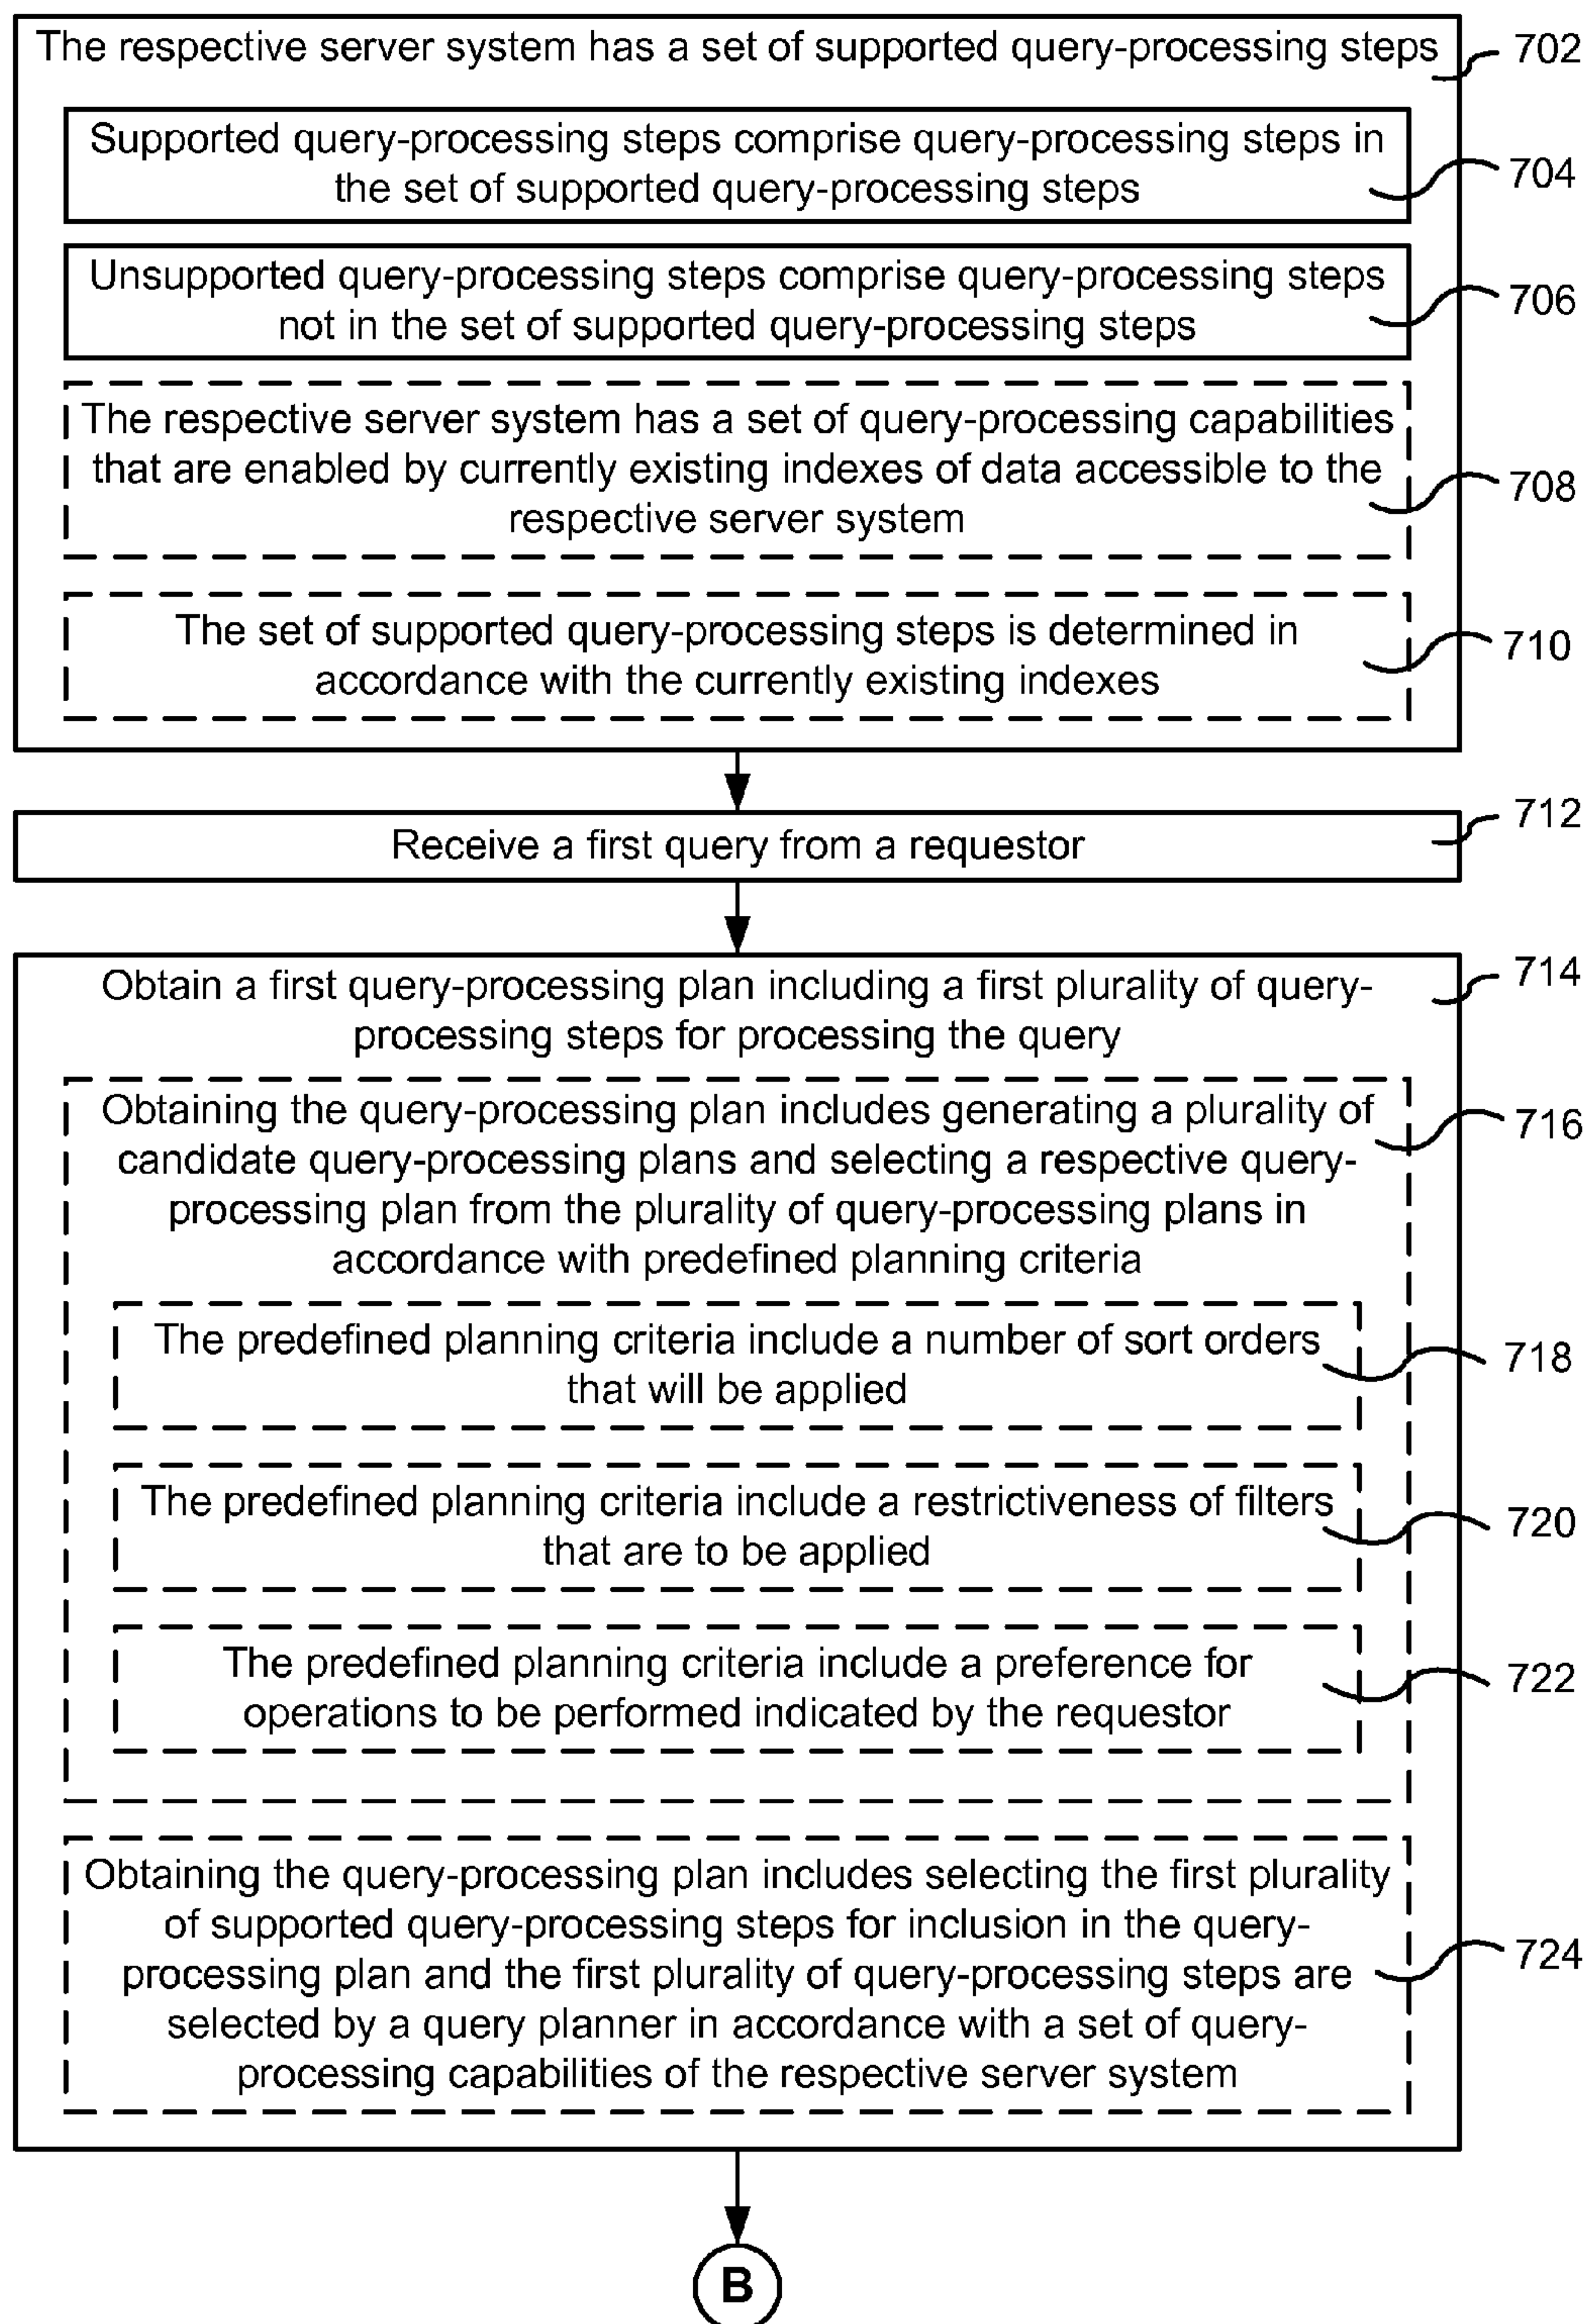 The respective server system has a set of supported query-processing steps
702
Supported query-processing steps comprise query-processing steps in
the set of supported query-processing steps
704
Unsupported query-processing steps comprise query-processing steps
not in the set of supported query-processing steps
706
The respective server system has a set of query-processing capabilities
that are enabled by currently existing indexes of data accessible to the
respective server system
708
The set of supported query-processing steps is determined in
accordance with the currently existing indexes
710
Receive a first query from a requestor
712
Obtain a first query-processing plan including a first plurality of query-
processing steps for processing the query
714
Obtaining the query-processing plan includes generating a plurality of
candidate query-processing plans and selecting a respective query-
processing plan from the plurality of query-processing plans in
accordance with predefined planning criteria
716
The predefined planning criteria include a number of sort orders
that will be applied
718
The predefined planning criteria include a restrictiveness of filters
that are to be applied
720
The predefined planning criteria include a preference for
operations to be performed indicated by the requestor
722
Obtaining the query-processing plan includes selecting the first plurality
of supported query-processing steps for inclusion in the query-
processing plan and the first plurality of query-processing steps are
selected by a query planner in accordance with a set of query-
processing capabilities of the respective server system
724
B